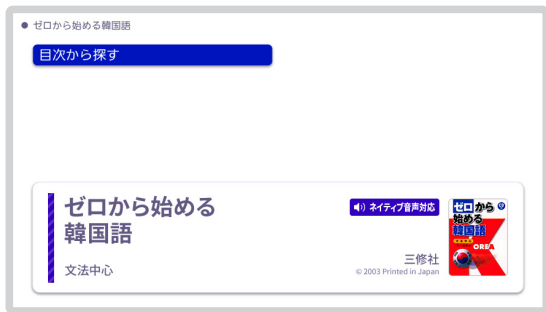 ゼロから始める韓国語
目次から探す
ゼロから始める
韓国語
文法中心
ネイティブ音声対応
三修社
© 2003 Printed in Japan
ゼロから
始める
韓国語